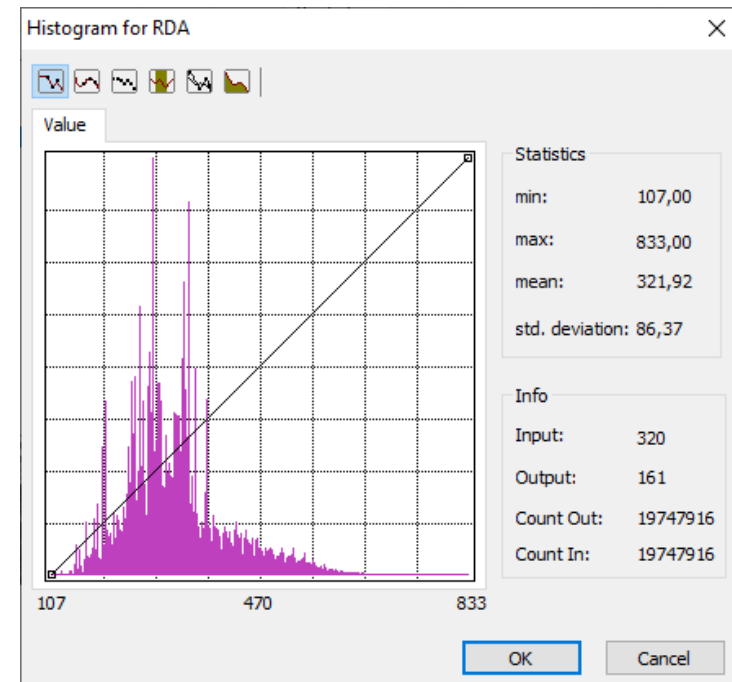 Histogram for RDA
Value
107
470
833
Statistics
min: 107,00
max: 833,00
mean: 321,92
std. deviation: 86,37
Info
Input: 320
Output: 161
Count Out: 19747916
Count In: 19747916
OK
Cancel